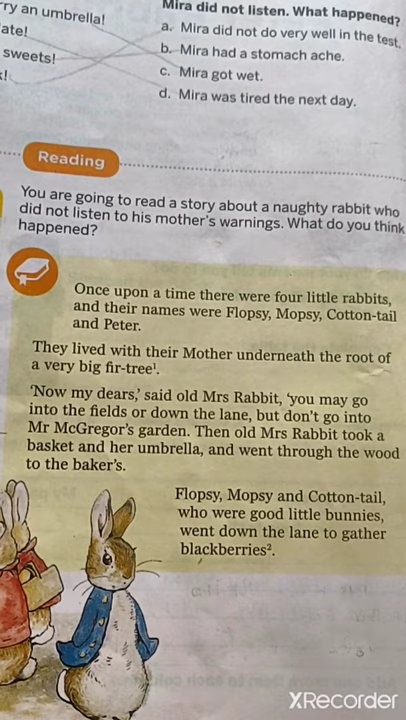 ry an umbrella!
ate!
sweets!
!
Mira did not listen. What happened?
a. Mira did not do very well in the test.
b. Mira had a stomach ache.
c. Mira got wet.
d. Mira was tired the next day.
Reading
You are going to read a story about a naughty rabbit who
did not listen to his mother's warnings. What do you think
happened?
Once upon a time there were four little rabbits,
and their names were Flopsy, Mopsy, Cotton-tail
and Peter.
They lived with their Mother underneath the root of
a very big fir-tree¹.
'Now my dears,' said old Mrs Rabbit, 'you may go
into the fields or down the lane, but don't go into
Mr McGregor's garden. Then old Mrs Rabbit took a
basket and her umbrella, and went through the wood
to the baker's.
Flopsy, Mopsy and Cotton-tail,
who were good little bunnies,
went down the lane to gather
blackberries².
XRecorder